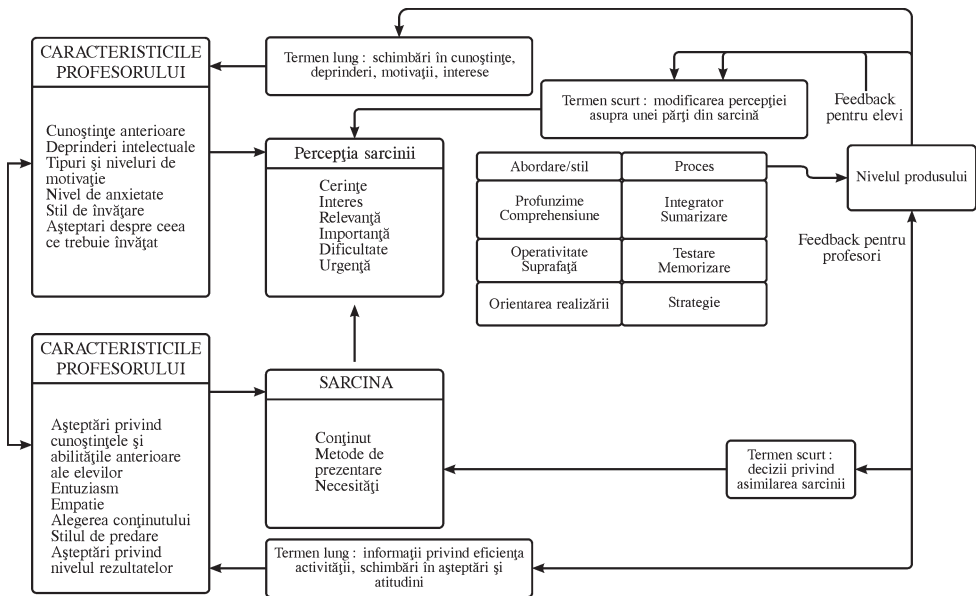 CARACTERISTICILE
PROFESORULUI
Cunoştinţe anterioare
Deprinderi intelectuale
Tipuri şi niveluri de
motivaţie
Nivel de anxietate
Stil de învăţare
Aşteptari despre ceea
ce trebuie învăţat
Termen lung : schimbări în cunoştinţe,
deprinderi, motivaţii, interese
Termen scurt : modificarea percepţiei
asupra unei părţi din sarcină
Feedback
pentru elevi
Percepţia sarcinii
Cerinţe
Interes
Relevanţă
Importanţă
Dificultate
Urgenţă
Abordare/stil
Proces
Profunzime
Comprehensiune
Integrator
Sumarizare
Operativitate
Suprafaţă
Testare
Memorizare
Orientarea realizării
Strategie
Nivelul produsului
Feedback pentru
profesori
CARACTERISTICILE
PROFESORULUI
Aşteptări privind
cunoştinţele şi
abilităţile anterioare
ale elevilor
Entuziasm
Empatie
Alegerea conţinutului
Stilul de predare
Aşteptări privind
nivelul rezultatelor
SARCINA
Conţinut
Metode de
prezentare
Necesităţi
Termen scurt :
decizii privind
asimilarea sarcinii
Termen lung : informaţii privind eficienţa
activităţii, schimbări în aşteptări şi
atitudini